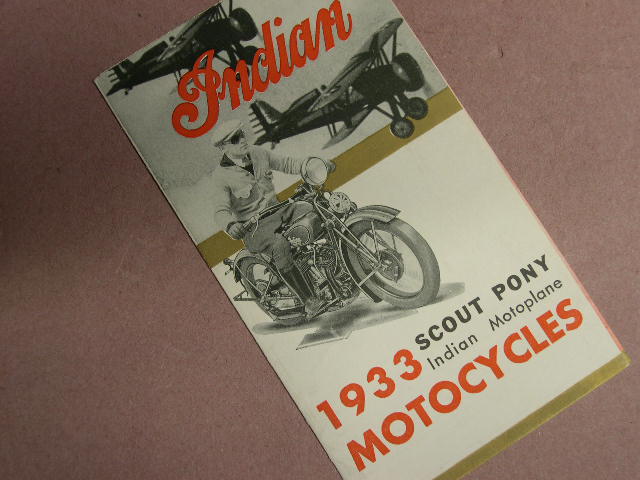 Indian
SCOUT PONY
Indian Motoplane
1933
MOTOCYCLES